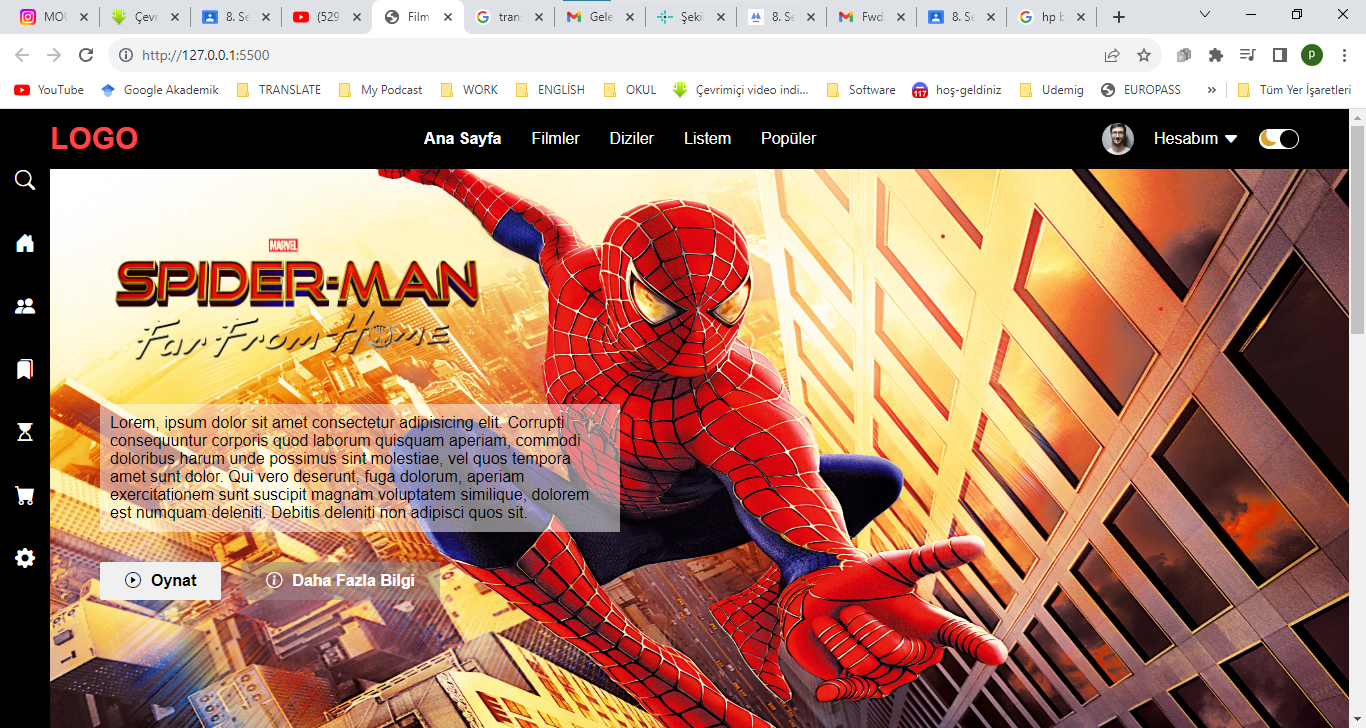 MOU
Çevr
8. Se
(529
Film
tran
Gele
Şeki
8. Se
Fwd
8. Se
hp b
http://127.0.0.1:5500
P
YouTube
Google Akademik
TRANSLATE
My Podcast
WORK
ENGLİSH
OKUL
Çevrimiçi video indi...
Software
117
hoş-geldiniz
Udemig
EUROPASS
»
Tüm Yer İşaretleri
LOGO
Ana Sayfa
Filmler
Diziler
Listem
Popüler
Hesabım
MARVEL
SPIDER-MAN
Far From Home
Lorem, ipsum dolor sit amet consectetur adipisicing elit. Corrupti
consequuntur corporis quod laborum quisquam aperiam, commodi
doloribus harum unde possimus sint molestiae, vel quos tempora
amet sunt dolor. Qui vero deserunt, fuga dolorum, aperiam
exercitationem sunt suscipit magnam voluptatem similique, dolorem
est numquam deleniti. Debitis deleniti non adipisci quos sit.
Oynat
Daha Fazla Bilgi